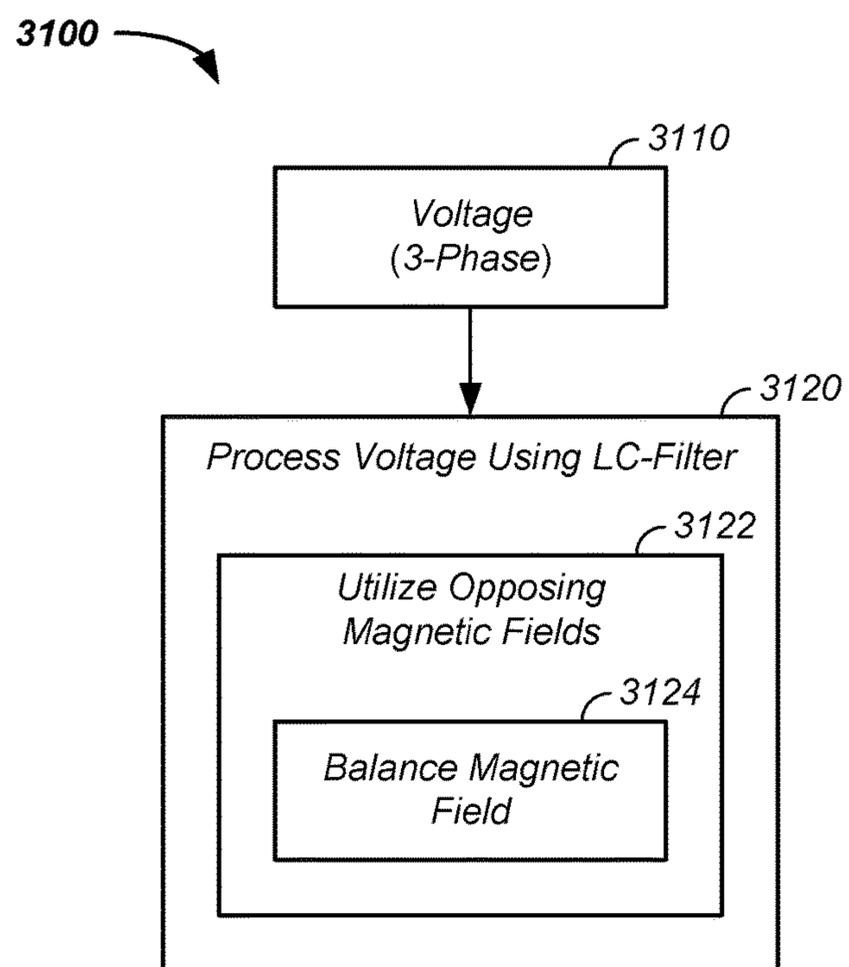 3100
3110
Voltage
(3-Phase)
3120
Process Voltage Using LC-Filter
3122
Utilize Opposing
Magnetic Fields
3124
Balance Magnetic
Field